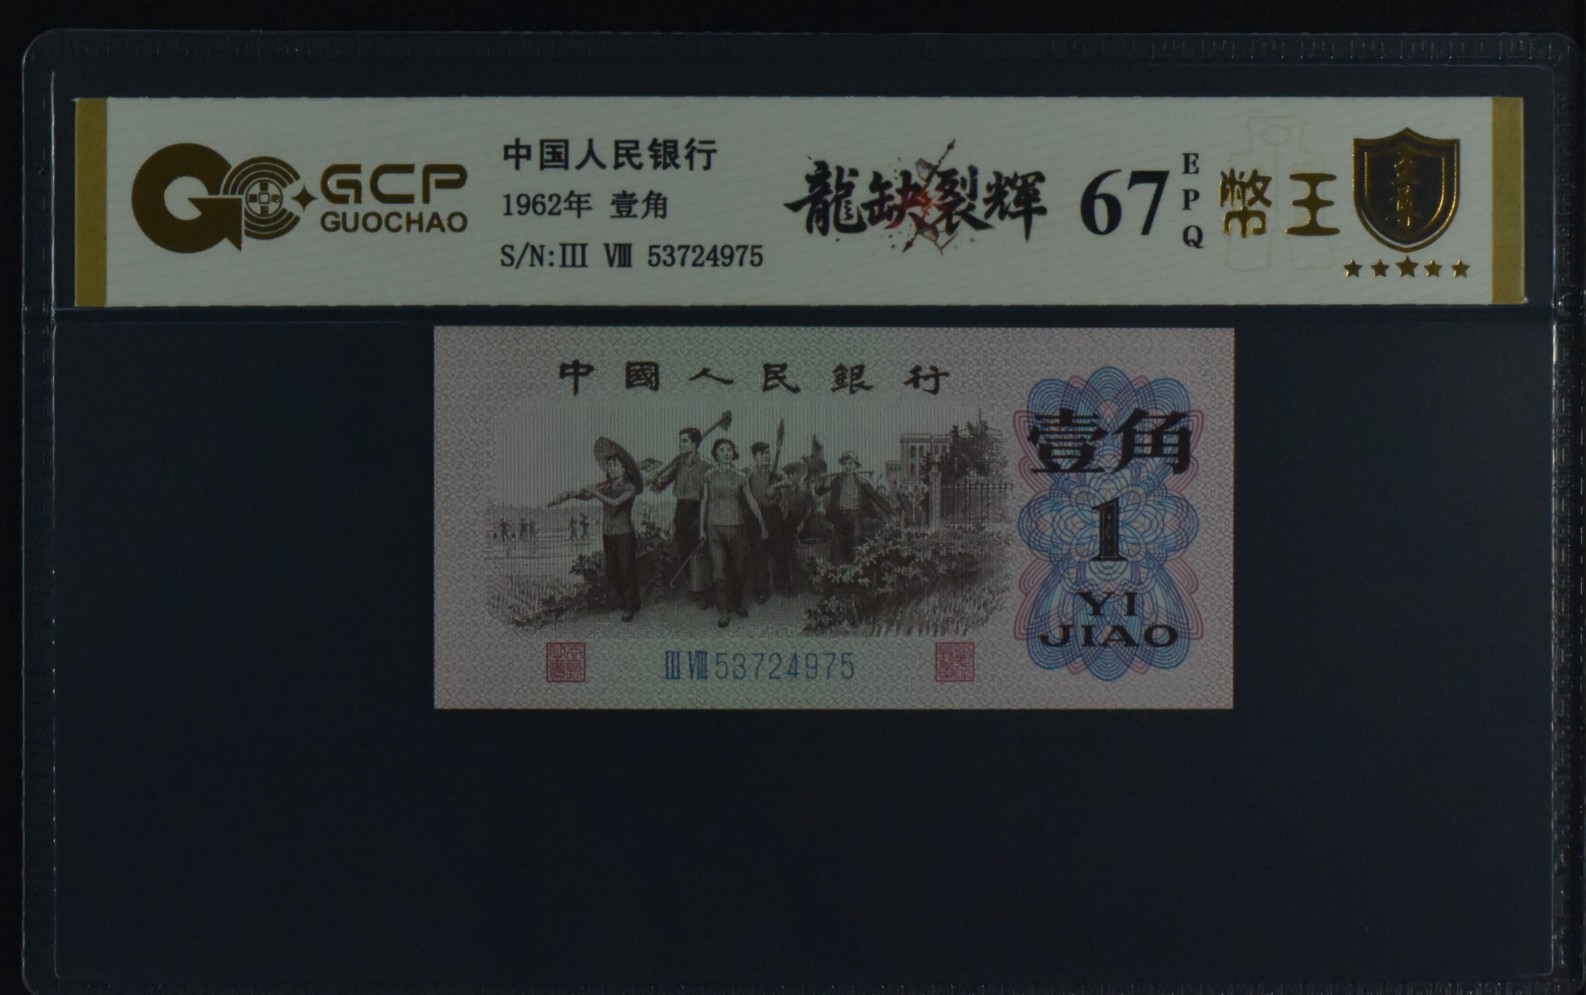 GCP
GUOCHAO
中国人民银行
1962年 壹角
S/N:III VIII 53724975
龍缺裂輝
67
EPQ
幣王
中國人民銀行
壹角
1
YI
JIAO
III VIII 53724975